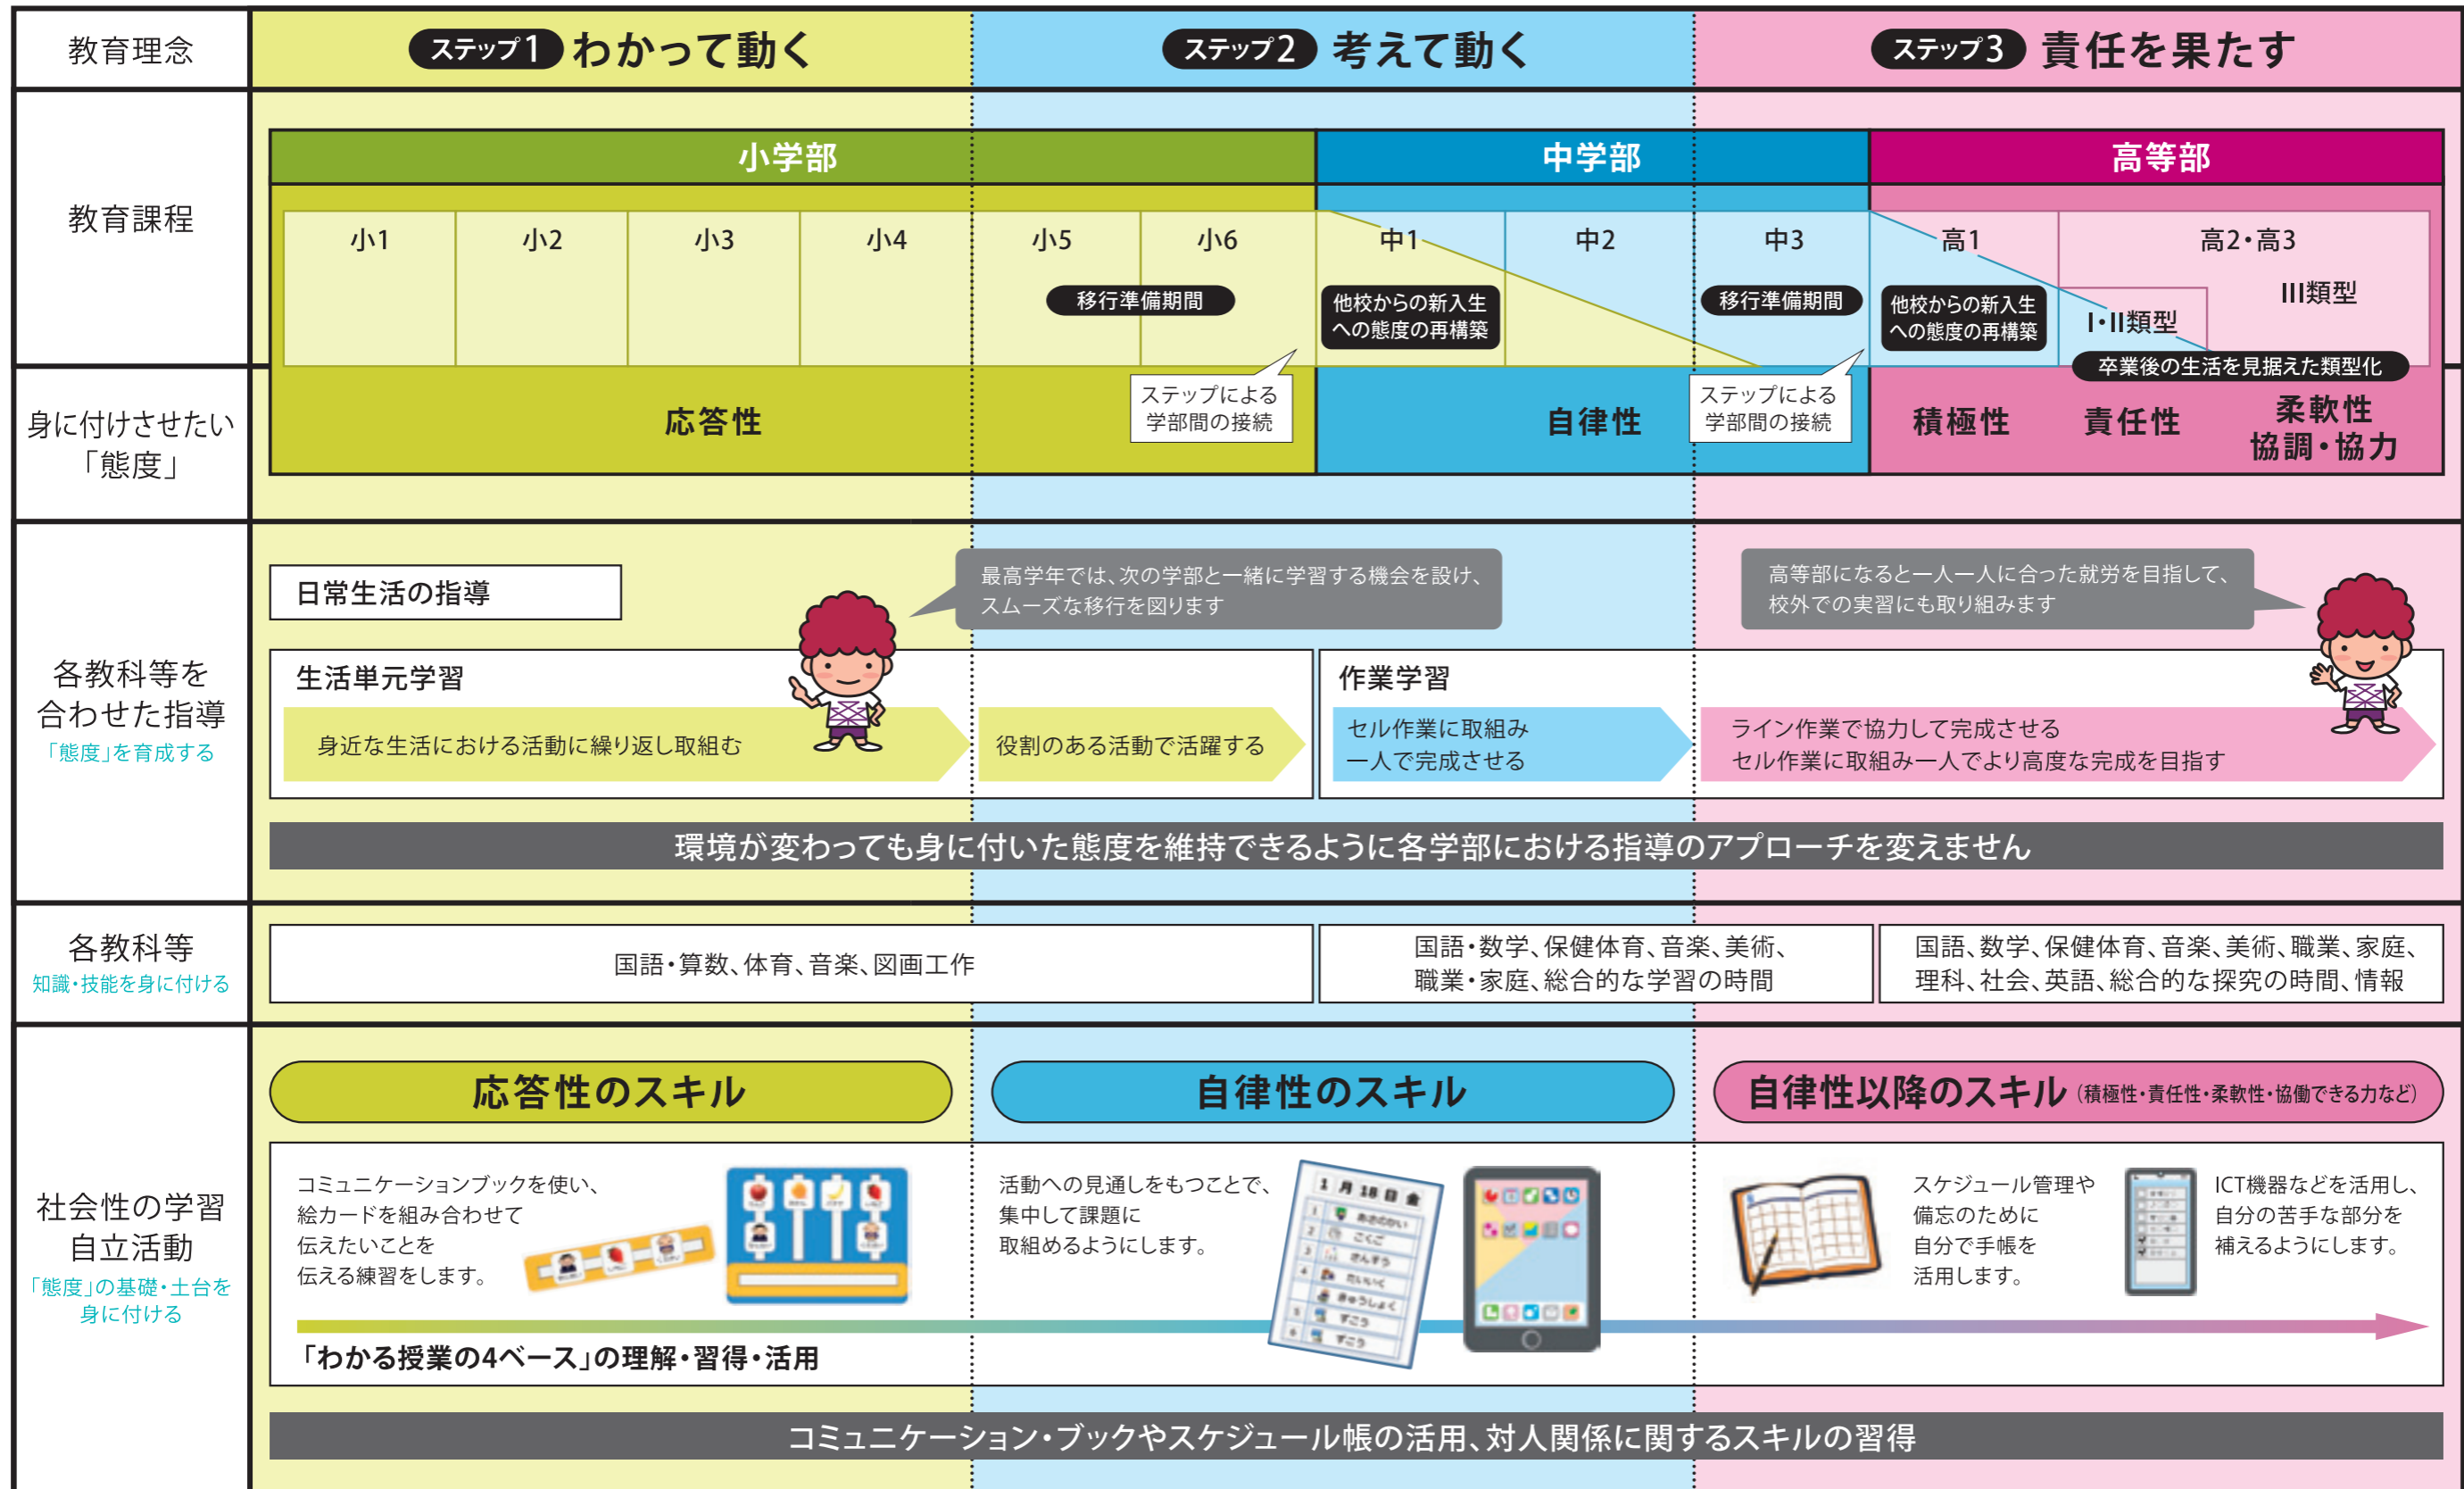 教育理念
ステップ1 わかって動く
ステップ2 考えて動く
ステップ3 責任を果たす
教育課程
小学部
中学部
高等部
小1
小2
小3
小4
小5
小6
中1
中2
中3
高1
高2・高3
移行準備期間
他校からの新入生
への態度の再構築
移行準備期間
他校からの新入生
への態度の再構築
I・II類型
III類型
卒業後の生活を見据えた類型化
ステップによる
学部間の接続
ステップによる
学部間の接続
身に付けさせたい
「態度」
応答性
自律性
積極性
責任性
柔軟性
協調・協力
各教科等を
合わせた指導
「態度」を育成する
日常生活の指導
最高学年では、次の学部と一緒に学習する機会を設け、
スムーズな移行を図ります
高等部になると一人一人に合った就労を目指して、
校外での実習にも取り組みます
生活単元学習
身近な生活における活動に繰り返し取組む
役割のある活動で活躍する
作業学習
セル作業に取組み
一人で完成させる
ライン作業で協力して完成させる
セル作業に取組み一人でより高度な完成を目指す
環境が変わっても身に付いた態度を維持できるように各学部における指導のアプローチを変えません
各教科等
知識・技能を身に付ける
国語・算数、体育、音楽、図画工作
国語・数学、保健体育、音楽、美術、
職業・家庭、総合的な学習の時間
国語、数学、保健体育、音楽、美術、職業、家庭、
理科、社会、英語、総合的な探究の時間、情報
社会性の学習
自立活動
「態度」の基礎・土台を
身に付ける
応答性のスキル
自律性のスキル
自律性以降のスキル（積極性・責任性・柔軟性・協働できる力など）
コミュニケーションブックを使い、
絵カードを組み合わせて
伝えたいことを
伝える練習をします。
活動への見通しをもつことで、
集中して課題に
取組めるようにします。
1 月 18 日 金
1 あさのかい
2 こくご
3 さんすう
4 たいいく
きゅうしょく
5 ずこう
6 ずこう
スケジュール管理や
備忘のために
自分で手帳を
活用します。
ICT機器などを活用し、
自分の苦手な部分を
補えるようにします。
「わかる授業の4ベース」の理解・習得・活用
コミュニケーション・ブックやスケジュール帳の活用、対人関係に関するスキルの習得